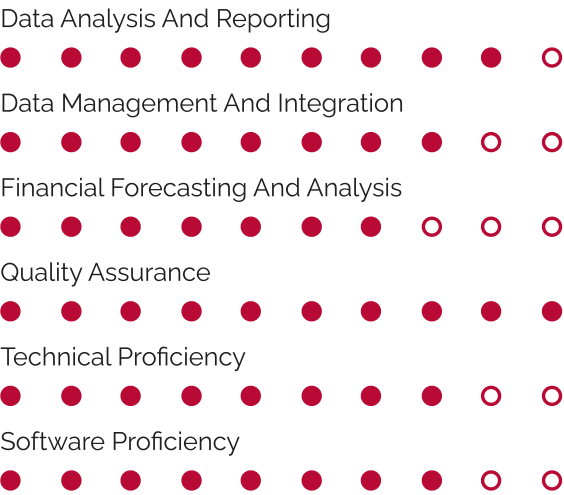 Data Analysis And Reporting
Data Management And Integration
Financial Forecasting And Analysis
Quality Assurance
Technical Proficiency
Software Proficiency